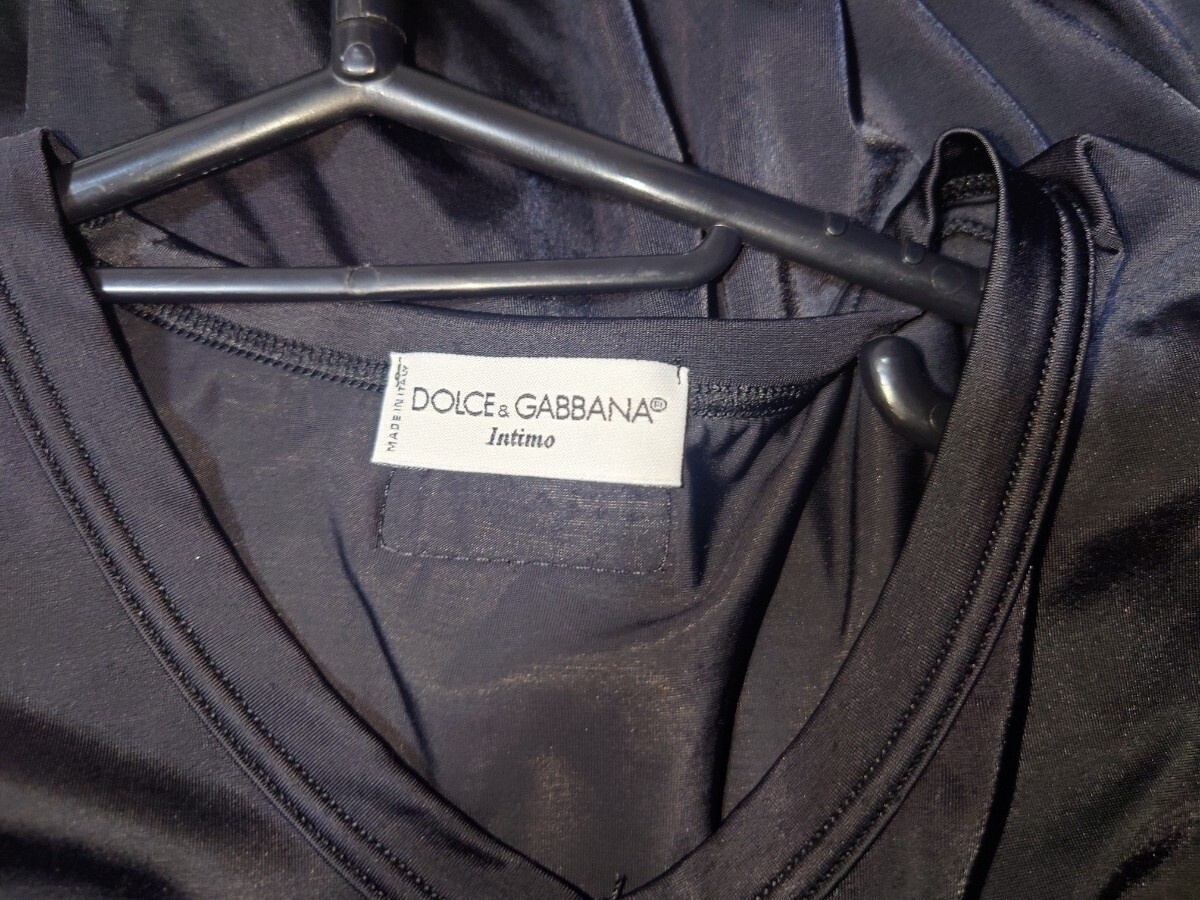 DOLCE & GABBANA
Intimo
MADE IN ITALY